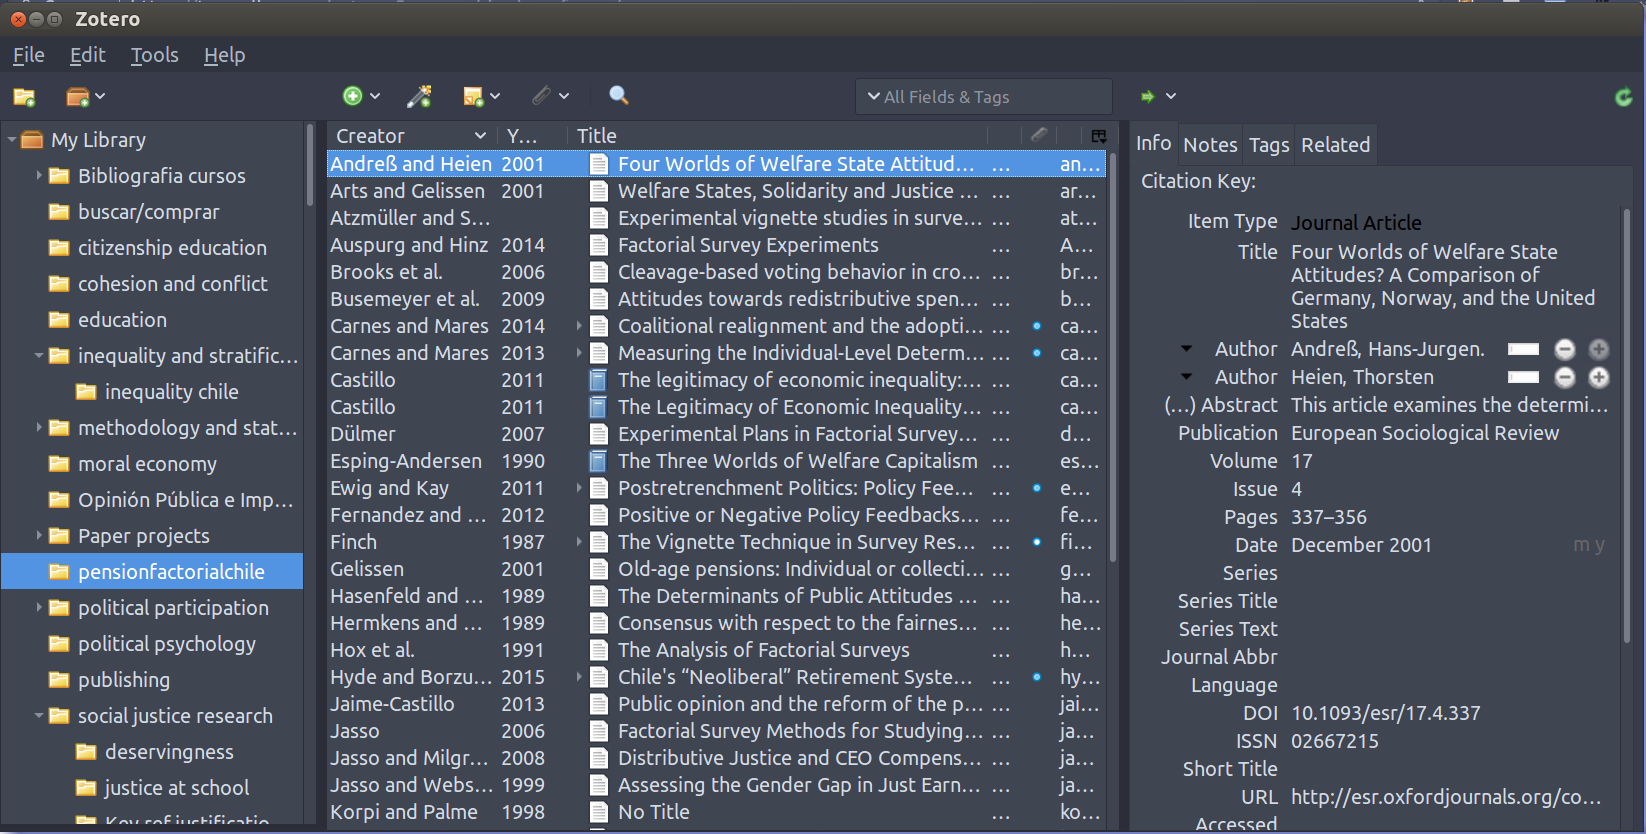 Zotero
File Edit Tools Help
All Fields & Tags
My Library
Bibliografia cursos
buscar/comprar
citizenship education
cohesion and conflict
education
inequality and stratific...
inequality chile
methodology and stat...
moral economy
Opinión Pública e Imp...
Paper projects
pensionfactorialchile
political participation
political psychology
publishing
social justice research
deservingness
justice at school
Key ref justificatio
Creator Y... Title
Andreß and Heien 2001 Four Worlds of Welfare State Attitud... ... an...
Arts and Gelissen 2001 Welfare States, Solidarity and Justice ... ... ar...
Atzmüller and S... Experimental vignette studies in surve... ... at...
Auspurg and Hinz 2014 Factorial Survey Experiments ... A...
Brooks et al. 2006 Cleavage-based voting behavior in cro... ... br...
Busemeyer et al. 2009 Attitudes towards redistributive spen... ... b...
Carnes and Mares 2014 Coalitional realignment and the adopti... ... ca...
Carnes and Mares 2013 Measuring the Individual-Level Determ... ... ca...
Castillo 2011 The legitimacy of economic inequality:... ... ca...
Castillo 2011 The Legitimacy of Economic Inequality... ... ca...
Dülmer 2007 Experimental Plans in Factorial Survey... ... d...
Esping-Andersen 1990 The Three Worlds of Welfare Capitalism ... es...
Ewig and Kay 2011 Postretrenchment Politics: Policy Fee... ... e...
Fernandez and ... 2012 Positive or Negative Policy Feedbacks... ... fe...
Finch 1987 The Vignette Technique in Survey Res... ... fi...
Gelissen 2001 Old-age pensions: Individual or collecti... ... g...
Hasenfeld and ... 1989 The Determinants of Public Attitudes ... ... ha...
Hermkens and ... 1989 Consensus with respect to the fairnes... ... he...
Hox et al. 1991 The Analysis of Factorial Surveys ... h...
Hyde and Borzu... 2015 Chile's “Neoliberal” Retirement Syste... ... hy...
Jaime-Castillo 2013 Public opinion and the reform of the p... ... jai...
Jasso 2006 Factorial Survey Methods for Studying... ... ja...
Jasso and Milgr... 2008 Distributive Justice and CEO Compens... ... ja...
Jasso and Webs... 1999 Assessing the Gender Gap in Just Earn... ... ja...
Korpi and Palme 1998 No Title ... ko...
Info Notes Tags Related
Citation Key:
Item Type Journal Article
Title Four Worlds of Welfare State
Attitudes? A Comparison of
Germany, Norway, and the United
States
Author Andreß, Hans-Jurgen.
Author Heien, Thorsten
(...) Abstract This article examines the determi...
Publication European Sociological Review
Volume 17
Issue 4
Pages 337–356
Date December 2001 m y
Series
Series Title
Series Text
Journal Abbr
Language
DOI 10.1093/esr/17.4.337
ISSN 02667215
Short Title
URL http://esr.oxfordjournals.org/co...
Accessed